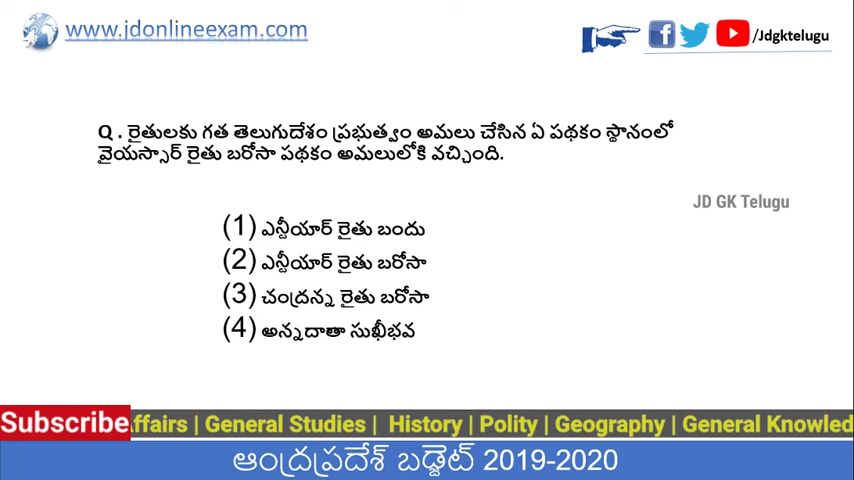 www.jdonlineexam.com
/Jdgktelugu
Q . రైతులకు గత తెలుగుదేశం ప్రభుత్వం అమలు చేసిన ఏ పథకం స్థానంలో
వైయస్సార్ రైతు బరోసా పథకం అమలులోకి వచ్చింది.
JD GK Telugu
(1) ఎన్టీయార్ రైతు బందు
(2) ఎన్టీయార్ రైతు బరోసా
(3) చంద్రన్న రైతు బరోసా
(4) అన్నదాతా సుఖీభవ
Subscribe ffairs | General Studies | History | Polity | Geography | General Knowled
ఆంద్రప్రదేశ్ బడ్జెట్ 2019-2020